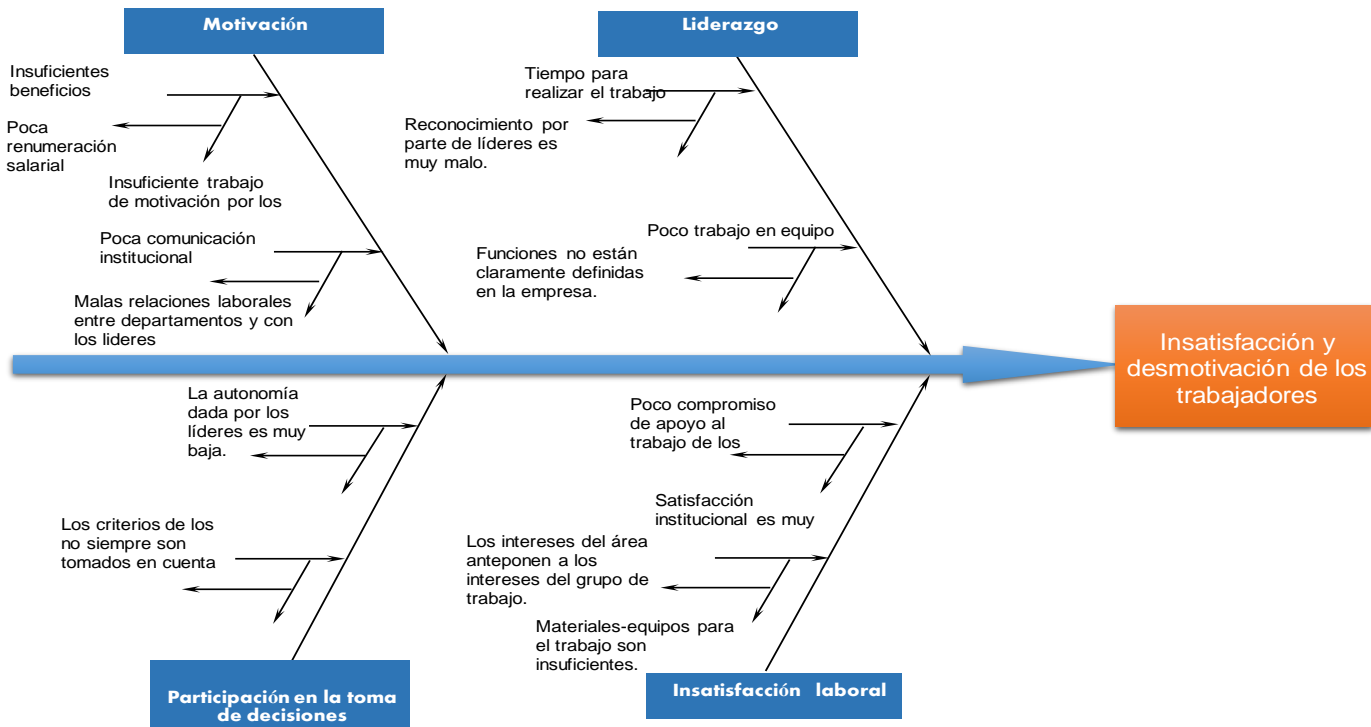 Motivación
Liderazgo
Insuficientes
beneficios
Poca
renumeración
salarial
Insuficiente trabajo
de motivación por los
Poca comunicación
institucional
Malas relaciones laborales
entre departamentos y con
los lideres
Tiempo para
realizar el trabajo
Reconocimiento por
parte de líderes es
muy malo.
Poco trabajo en equipo
Funciones no están
claramente definidas
en la empresa.
Insatisfacción y
desmotivación de los
trabajadores
La autonomía
dada por los
líderes es muy
baja.
Los criterios de los
no siempre son
tomados en cuenta
Poco compromiso
de apoyo al
trabajo de los
Satisfacción
institucional es muy
Los intereses del área
anteponen a los
intereses del grupo de
trabajo.
Materiales-equipos para
el trabajo son
insuficientes.
Participación en la toma
de decisiones
Insatisfacción laboral